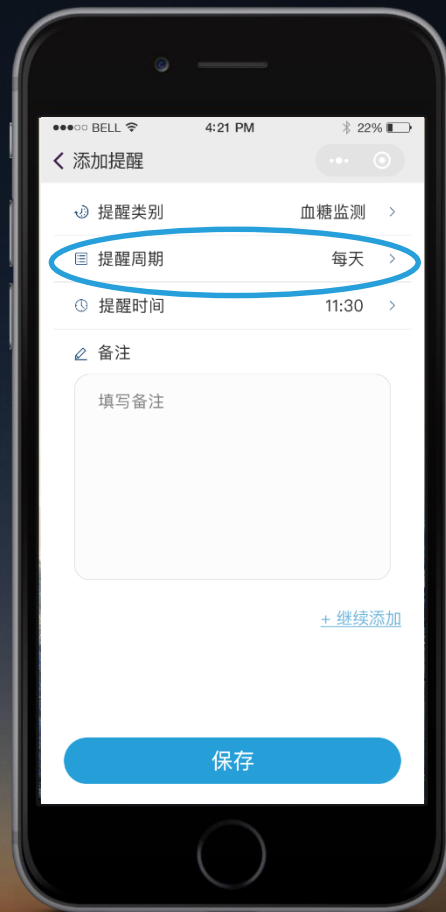 BELL 4:21 PM 22%
添加提醒
提醒类别 血糖监测
提醒周期 每天
提醒时间 11:30
备注
填写备注
+ 继续添加
保存